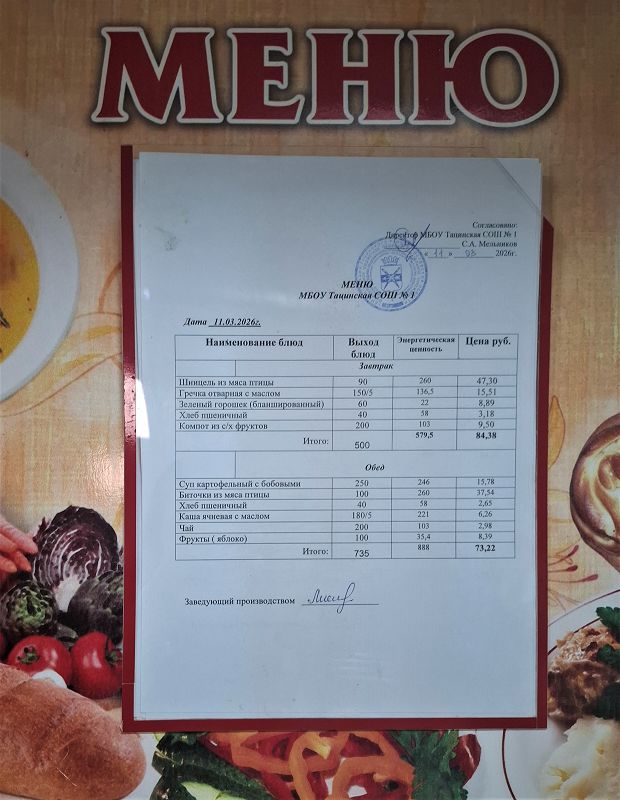 МЕНЮ
Согласовано:
Директор МБОУ Тацинская СОШ № 1
С.А. Мельников
« 11 » 03 2026г.
МЕНЮ
МБОУ Тацинская СОШ № 1
Дата 11.03.2026г.
Наименование блюд Выход блюд Энергетическая ценность Цена руб.
Завтрак
Шницель из мяса птицы 90 260 47,30
Гречка отварная с маслом 150/5 136,5 15,51
Зеленый горошек (бланшированный) 60 22 8,89
Хлеб пшеничный 40 58 3,18
Компот из с/х фруктов 200 103 9,50
Итого: 500 579,5 84,38
Обед
Суп картофельный с бобовыми 250 246 15,78
Биточки из мяса птицы 100 260 37,54
Хлеб пшеничный 40 58 2,65
Каша ячневая с маслом 180/5 221 6,26
Чай 200 103 2,98
Фрукты ( яблоко) 100 35,4 8,39
Итого: 735 888 73,22
Заведующий производством